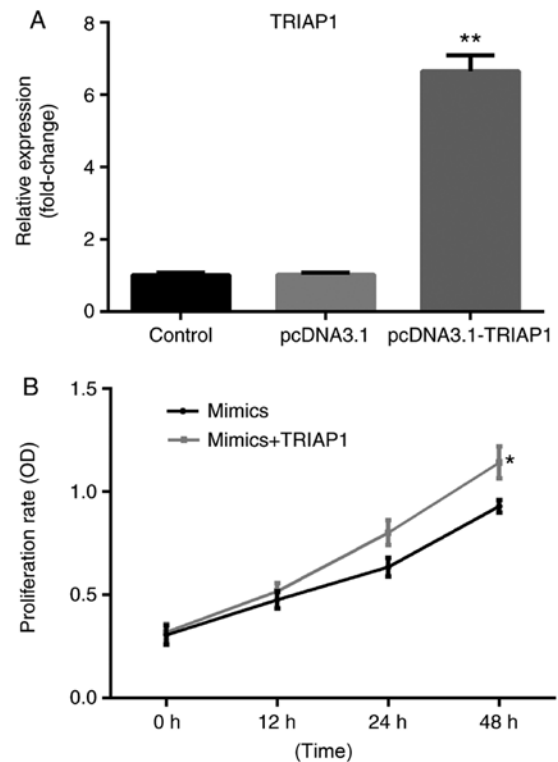 A
TRIAP1
Relative expression
(fold-change)
8
6
4
2
0
**
Control
pcDNA3.1
pcDNA3.1-TRIAP1
B
Proliferation rate (OD)
1.5
1.0
0.5
0.0
Mimics
Mimics+TRIAP1
*
0 h
12 h
24 h
48 h
(Time)